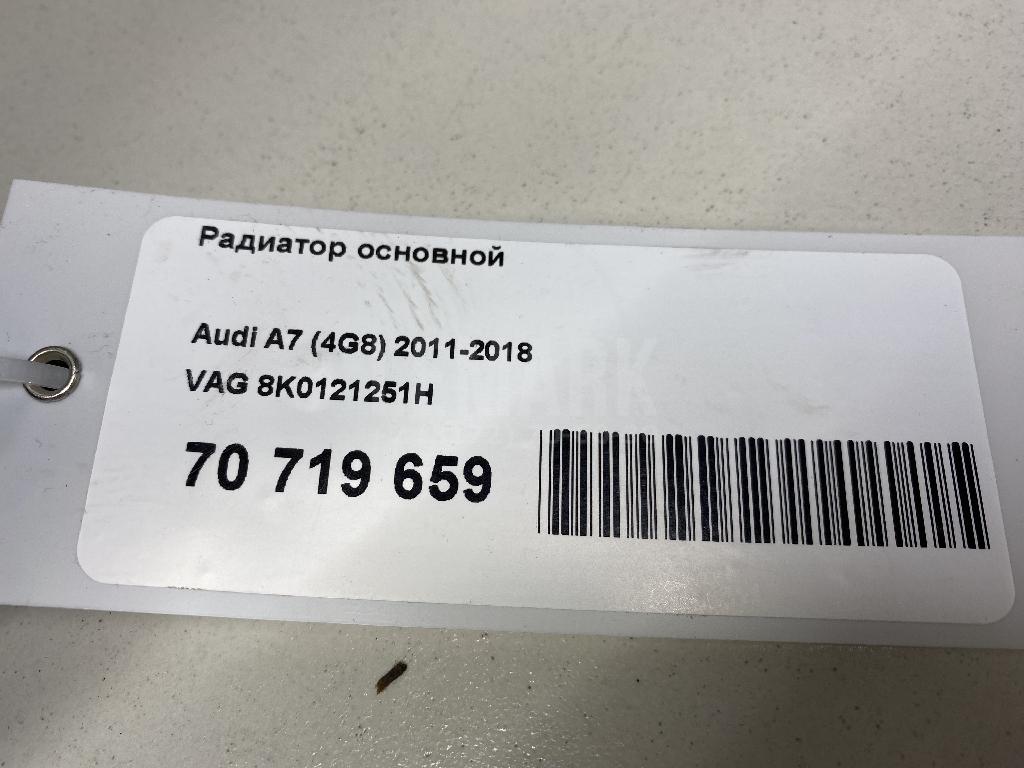 Радиатор основной
Audi A7 (4G8) 2011-2018
VAG 8K0121251H
70 719 659